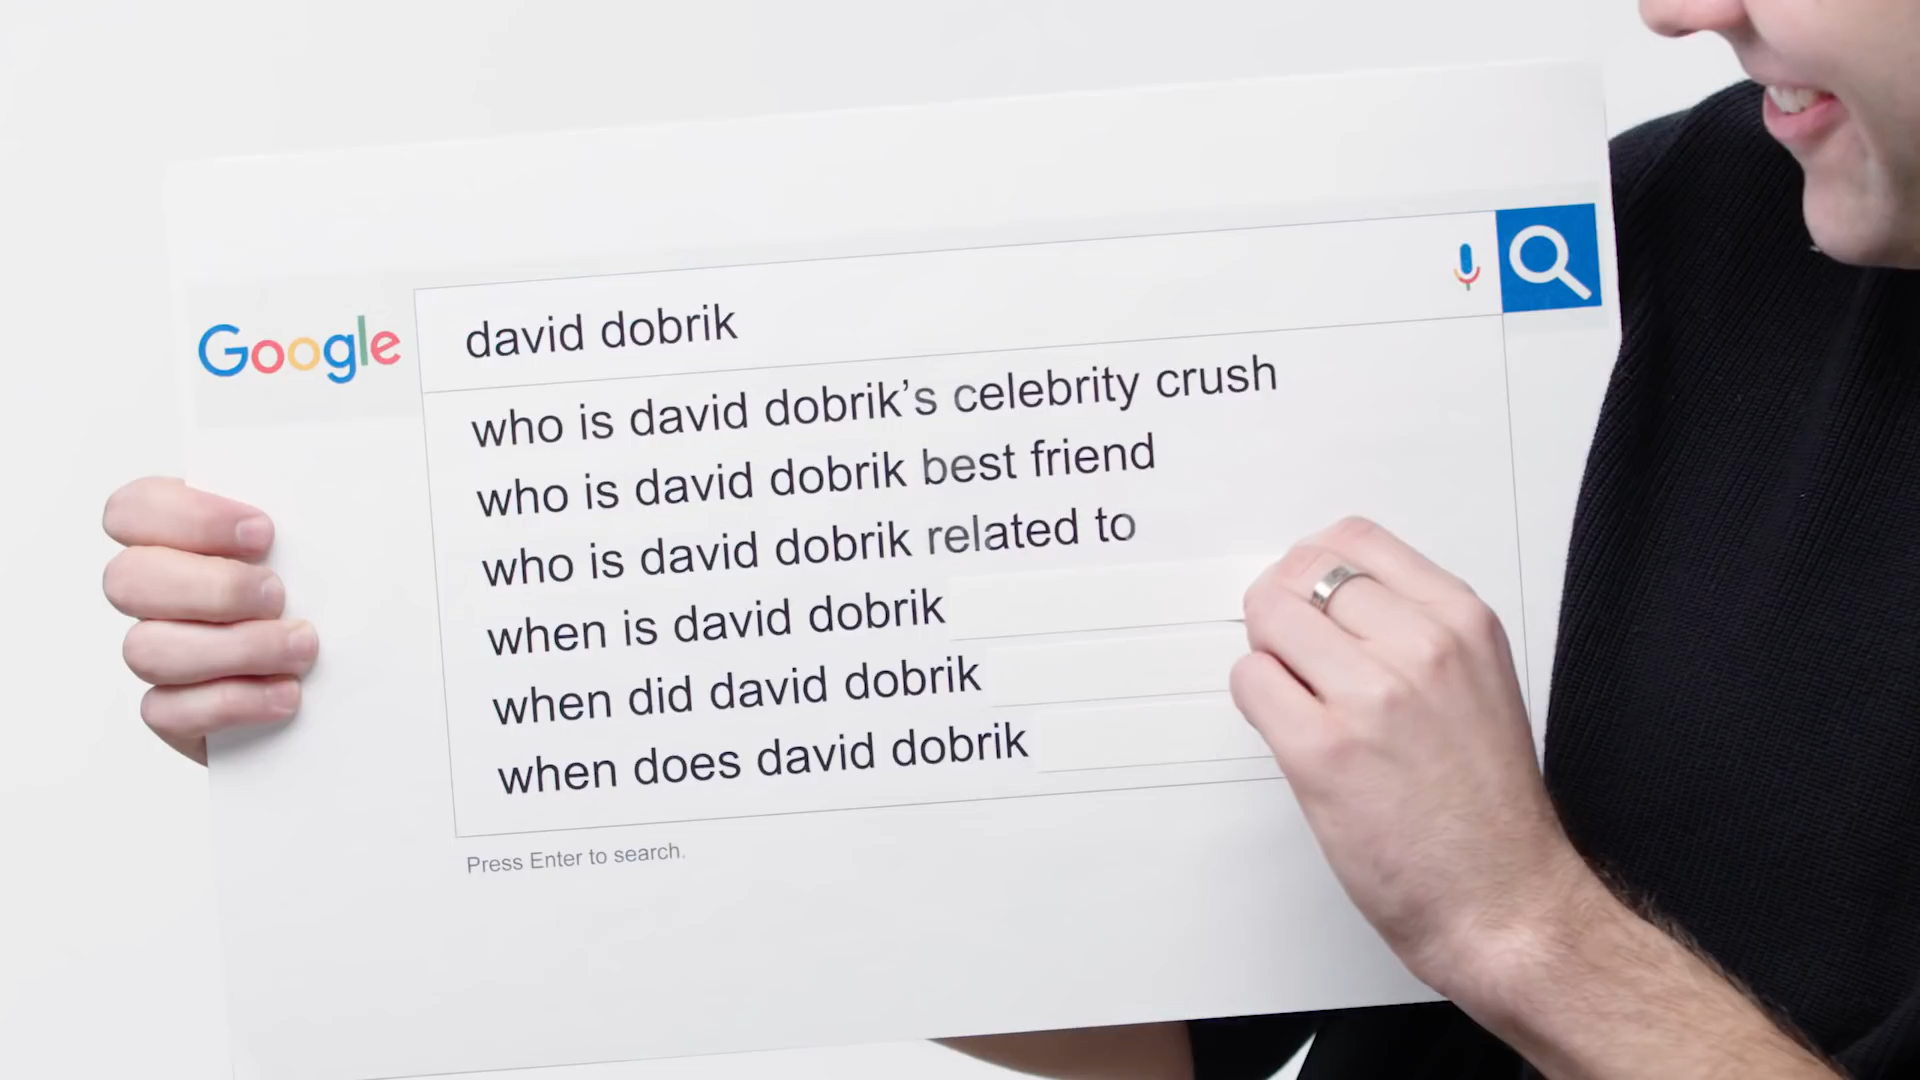 Google
david dobrik
who is david dobrik’s celebrity crush
who is david dobrik best friend
who is david dobrik related to
when is david dobrik
when did david dobrik
when does david dobrik
Press Enter to search.